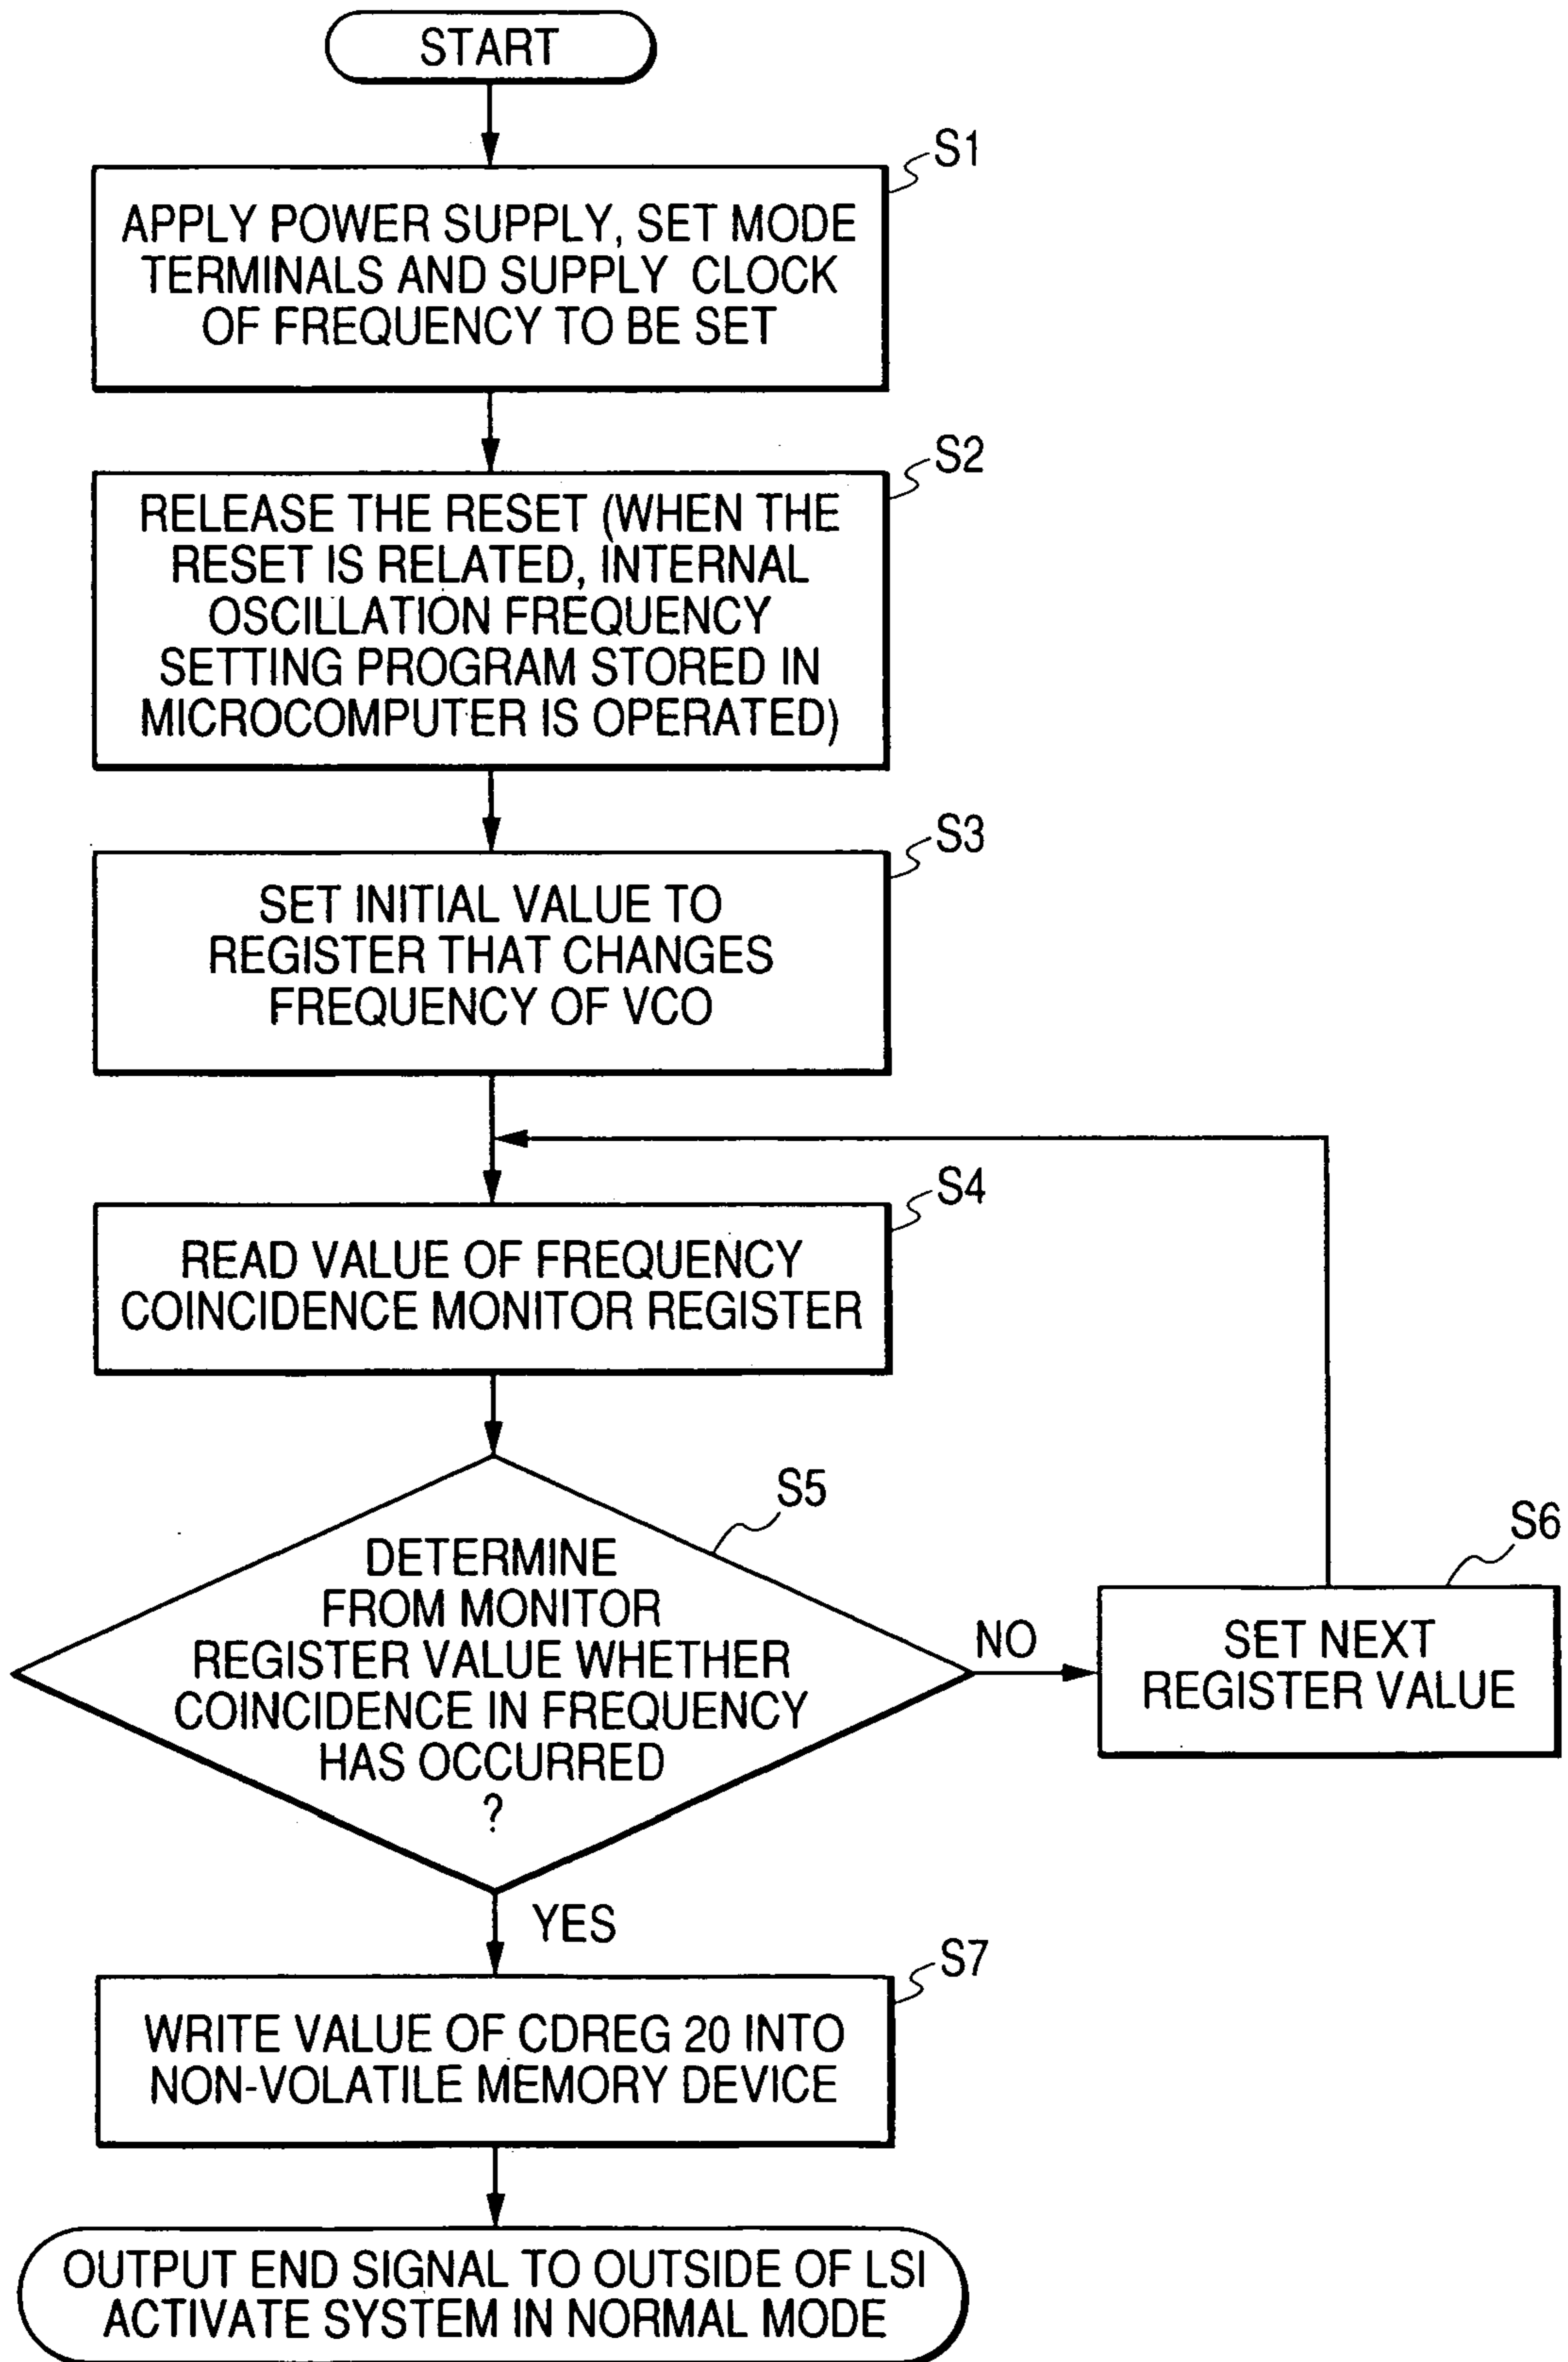 START
S1
APPLY POWER SUPPLY, SET MODE
TERMINALS AND SUPPLY CLOCK
OF FREQUENCY TO BE SET
S2
RELEASE THE RESET (WHEN THE
RESET IS RELATED, INTERNAL
OSCILLATION FREQUENCY
SETTING PROGRAM STORED IN
MICROCOMPUTER IS OPERATED)
S3
SET INITIAL VALUE TO
REGISTER THAT CHANGES
FREQUENCY OF VCO
S4
READ VALUE OF FREQUENCY
COINCIDENCE MONITOR REGISTER
S5
DETERMINE
FROM MONITOR
REGISTER VALUE WHETHER
COINCIDENCE IN FREQUENCY
HAS OCCURRED
?
NO
S6
SET NEXT
REGISTER VALUE
YES
S7
WRITE VALUE OF CDREG 20 INTO
NON-VOLATILE MEMORY DEVICE
OUTPUT END SIGNAL TO OUTSIDE OF LSI
ACTIVATE SYSTEM IN NORMAL MODE